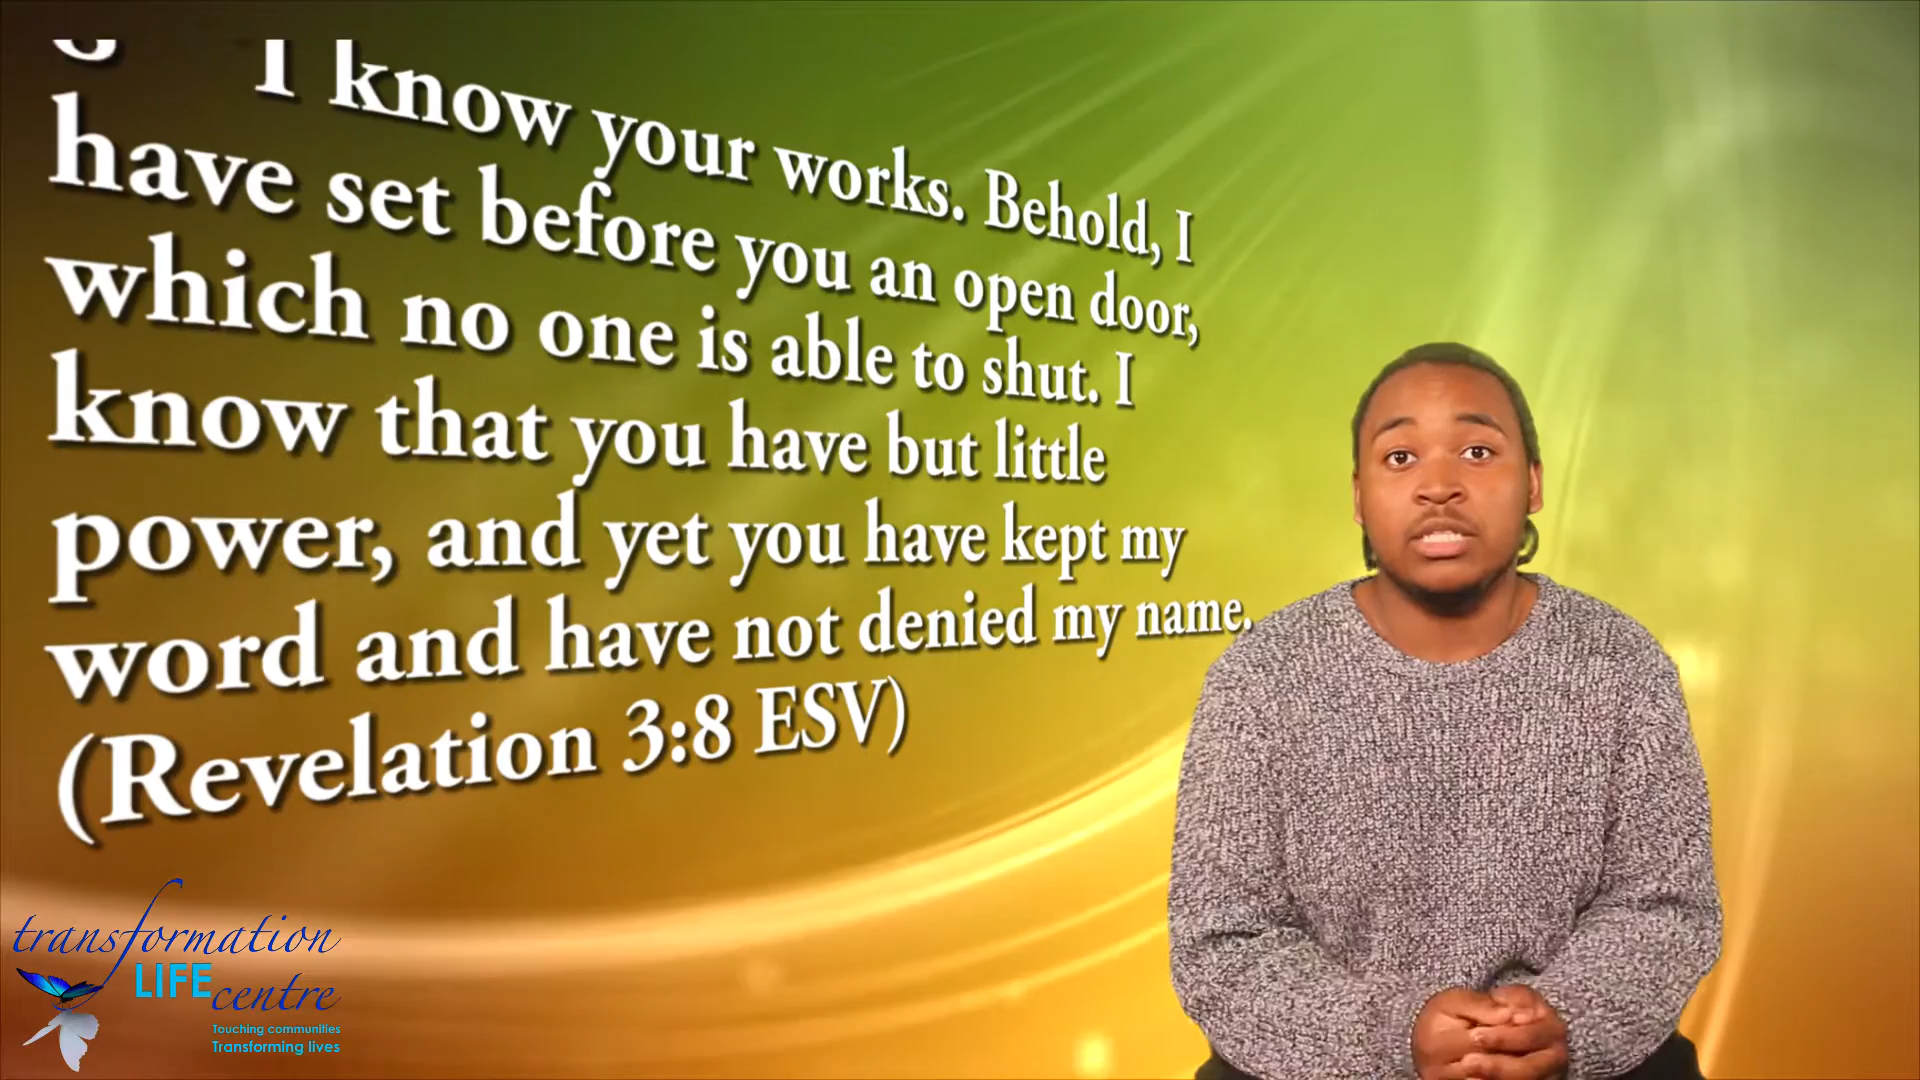 I know your works. Behold, I
have set before you an open door,
which no one is able to shut. I
know that you have but little
power, and yet you have kept my
word and have not denied my name.
(Revelation 3:8 ESV)
transformation
LIFE centre
Touching communities
Transforming lives